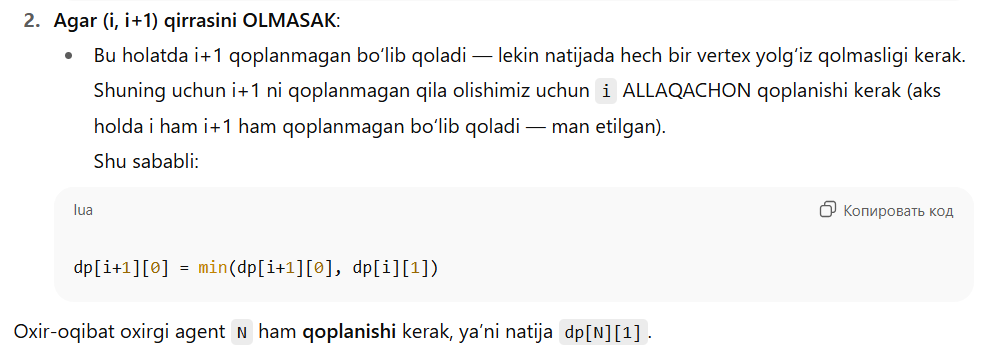 2. Agar (i, i+1) qirrasini OLMASAK:
• Bu holatda i+1 qoplanmagan bo‘lib qoladi — lekin natijada hech bir vertex yolg‘iz qolmasligi kerak.
Shuning uchun i+1 ni qoplanmagan qila olishimiz uchun i ALLAQACHON qoplanishi kerak (aks
holda i ham i+1 ham qoplanmagan bo‘lib qoladi — man etilgan).
Shu sababli:
lua
Копировать код
dp[i+1][0] = min(dp[i+1][0], dp[i][1])
Oxir-oqibat oxirgi agent N ham qoplanishi kerak, ya’ni natija dp[N][1].